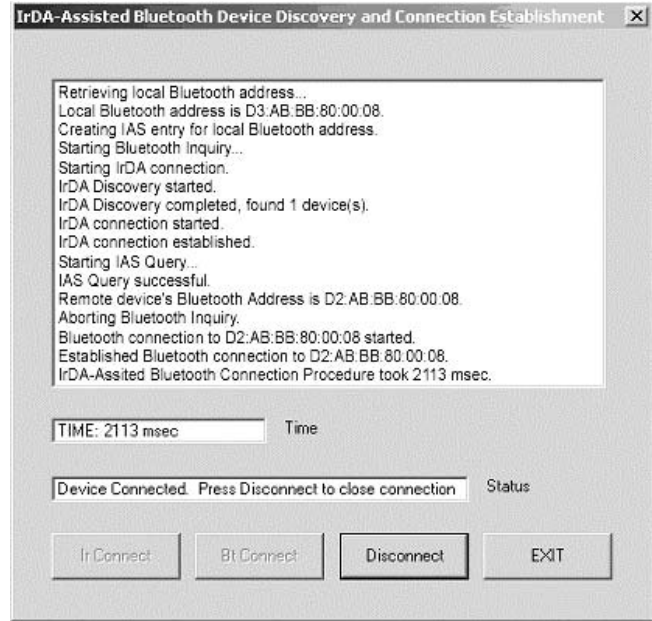 IrDA-Assisted Bluetooth Device Discovery and Connection Establishment
Retrieving local Bluetooth address...
Local Bluetooth address is D3:AB:BB:80:00:08.
Creating IAS entry for local Bluetooth address.
Starting Bluetooth Inquiry...
Starting IrDA connection.
IrDA Discovery started.
IrDA Discovery completed, found 1 device(s).
IrDA connection started.
IrDA connection established.
Starting IAS Query...
IAS Query successful.
Remote device's Bluetooth Address is D2:AB:BB:80:00:08.
Aborting Bluetooth Inquiry.
Bluetooth connection to D2:AB:BB:80:00:08 started.
Established Bluetooth connection to D2:AB:BB:80:00:08.
IrDA-Assited Bluetooth Connection Procedure took 2113 msec.
TIME: 2113 msec Time
Device Connected. Press Disconnect to close connection Status
Ir Connect Bt Connect Disconnect EXIT